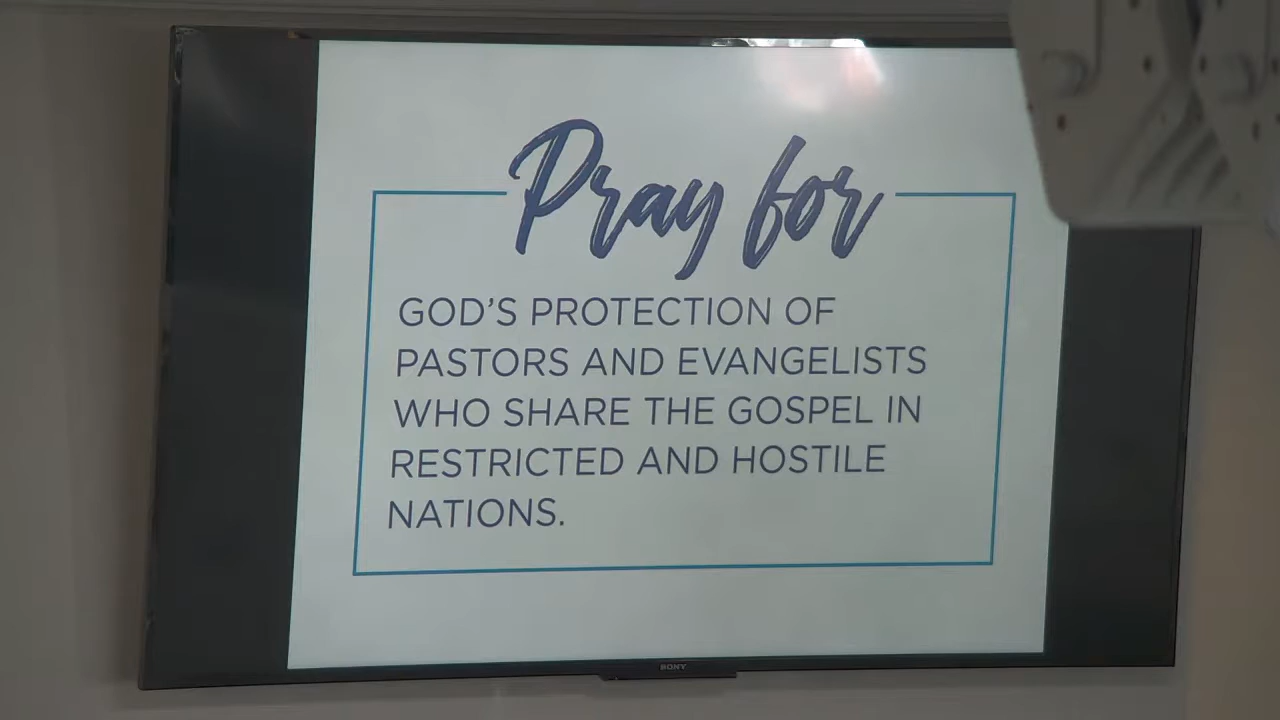 Pray for
GOD'S PROTECTION OF
PASTORS AND EVANGELISTS
WHO SHARE THE GOSPEL IN
RESTRICTED AND HOSTILE
NATIONS.
SONY